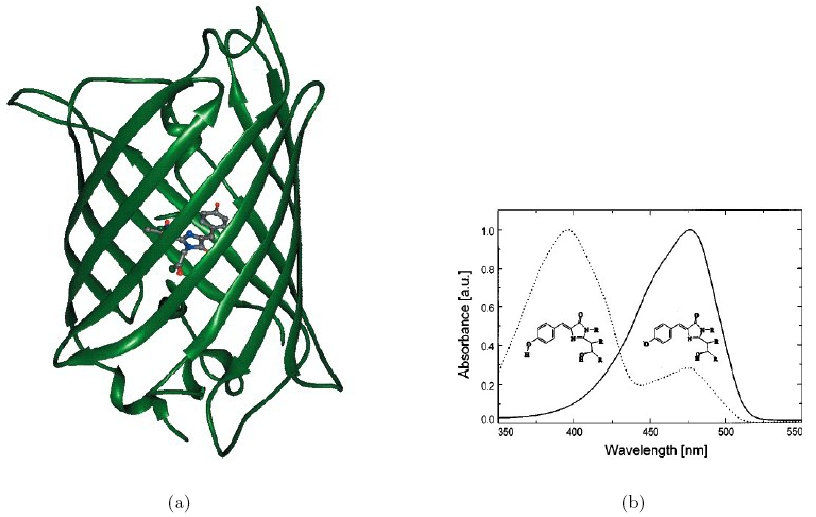 1.0
0.8
0.6
0.4
0.2
0.0
Absorbance [a.u.]
O
N-R
N
R
O
H
R
O
N-R
N
R
O
R
350 400 450 500 550
Wavelength [nm]
(a) (b)